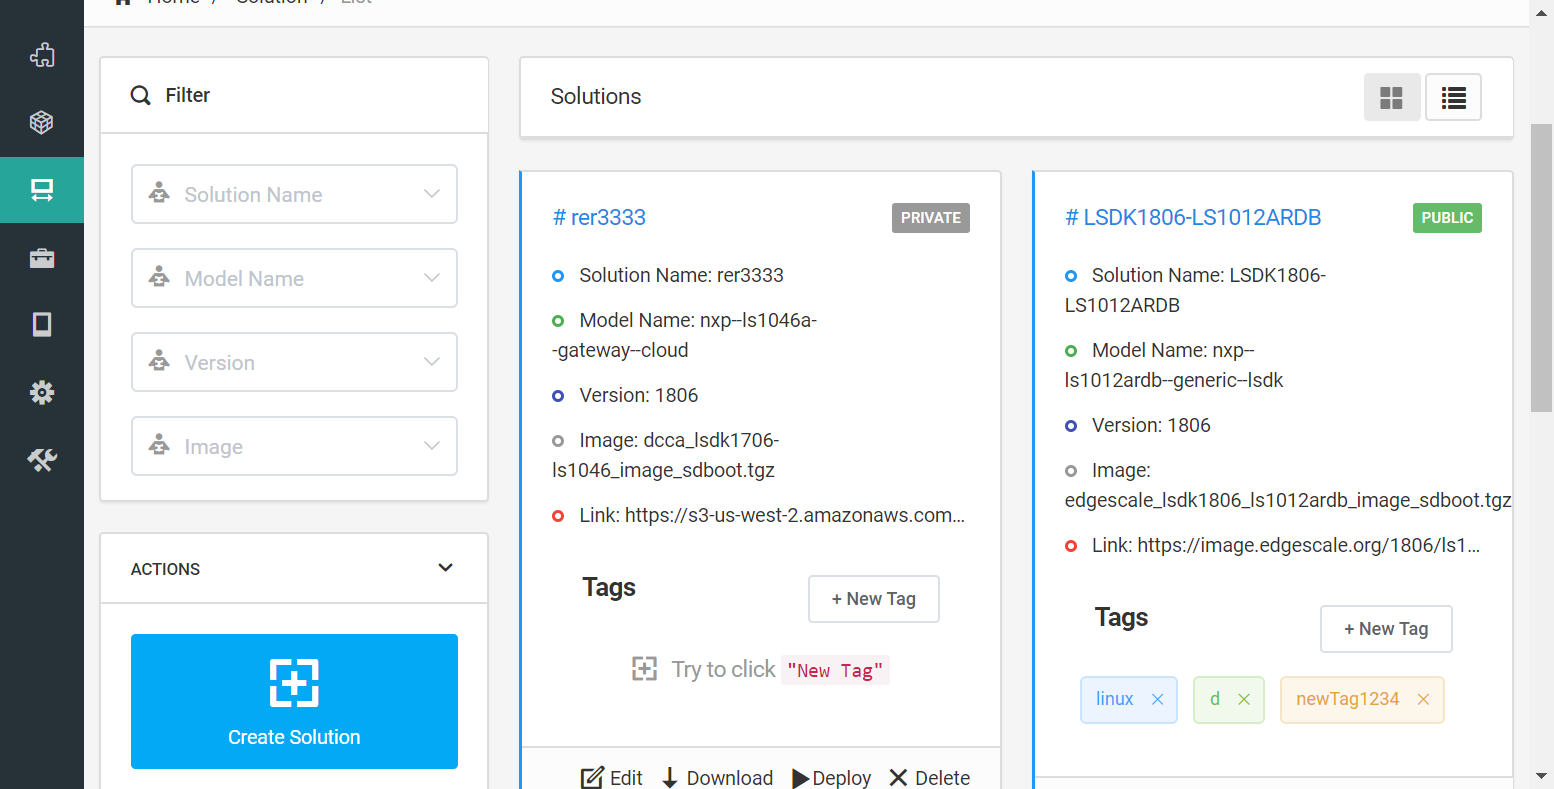 Home / Solution / List
Filter
Solution Name
Model Name
Version
Image
ACTIONS
Create Solution
Solutions
# rer3333
PRIVATE
Solution Name: rer3333
Model Name: nxp--ls1046a-
-gateway--cloud
Version: 1806
Image: dcca_lsdk1706-
ls1046_image_sdboot.tgz
Link: https://s3-us-west-2.amazonaws.com...
Tags
+ New Tag
Try to click "New Tag"
Edit
Download
Deploy
Delete
# LSDK1806-LS1012ARDB
PUBLIC
Solution Name: LSDK1806-
LS1012ARDB
Model Name: nxp--
ls1012ardb--generic--lsdk
Version: 1806
Image:
edgescale_lsdk1806_ls1012ardb_image_sdboot.tgz
Link: https://image.edgescale.org/1806/ls1...
Tags
+ New Tag
linux
d
newTag1234